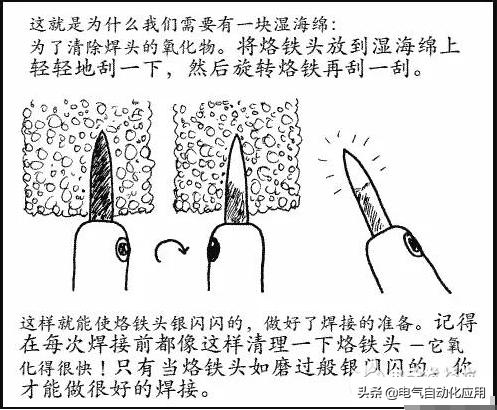 这就是为什么我们需要有一块湿海绵:
为了清除焊头的氧化物。将烙铁头放到湿海绵上
轻轻地刮一下，然后旋转烙铁再刮一刮。
这样就能使烙铁头银闪闪的，做好了焊接的准备。记得
在每次焊接前都像这样清理一下烙铁头－它氧
化得很快！只有当烙铁头如磨过般银闪闪的，你
才能做很好的焊接。
头条 @电气自动化应用